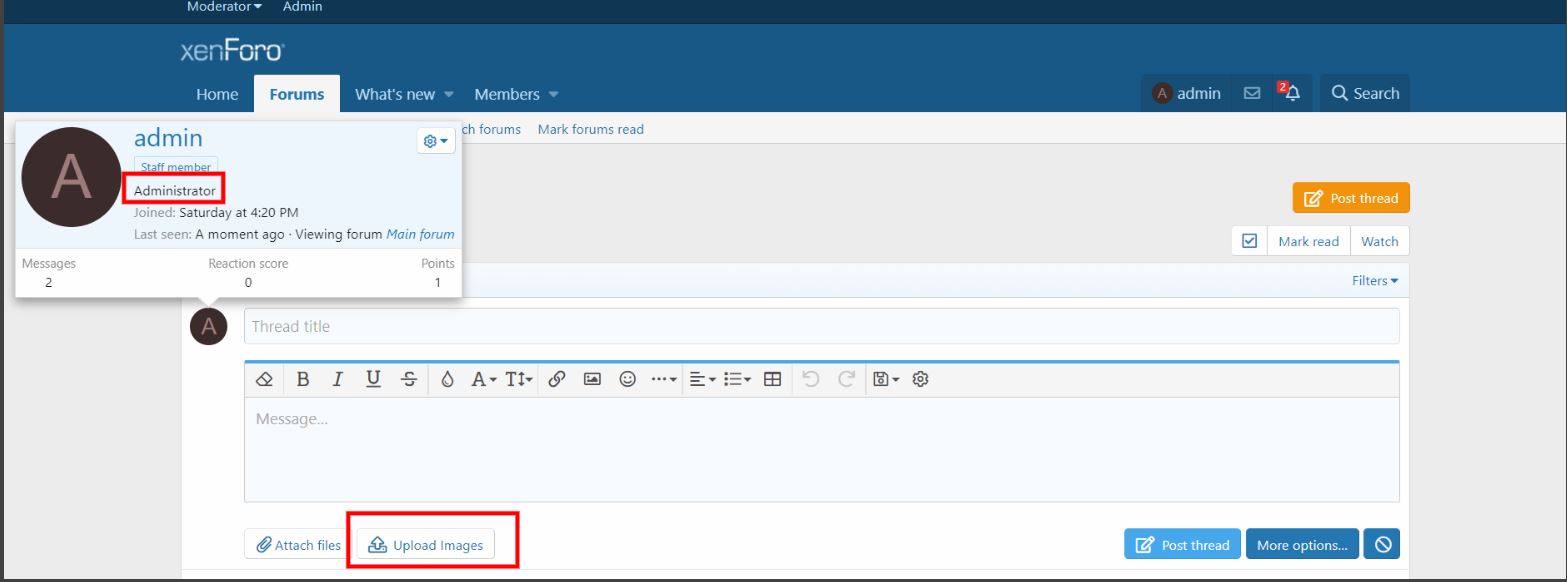 Moderator Admin
xenForo
Home Forums What's new Members A admin 2 Search
ch forums Mark forums read
A
admin
Staff member
Administrator
Joined: Saturday at 4:20 PM
Last seen: A moment ago · Viewing forum Main forum
Messages Reaction score Points
2 0 1
Post thread
Mark read Watch
Filters
A Thread title
B I U S A T
Message...
Attach files Upload Images Post thread More options...